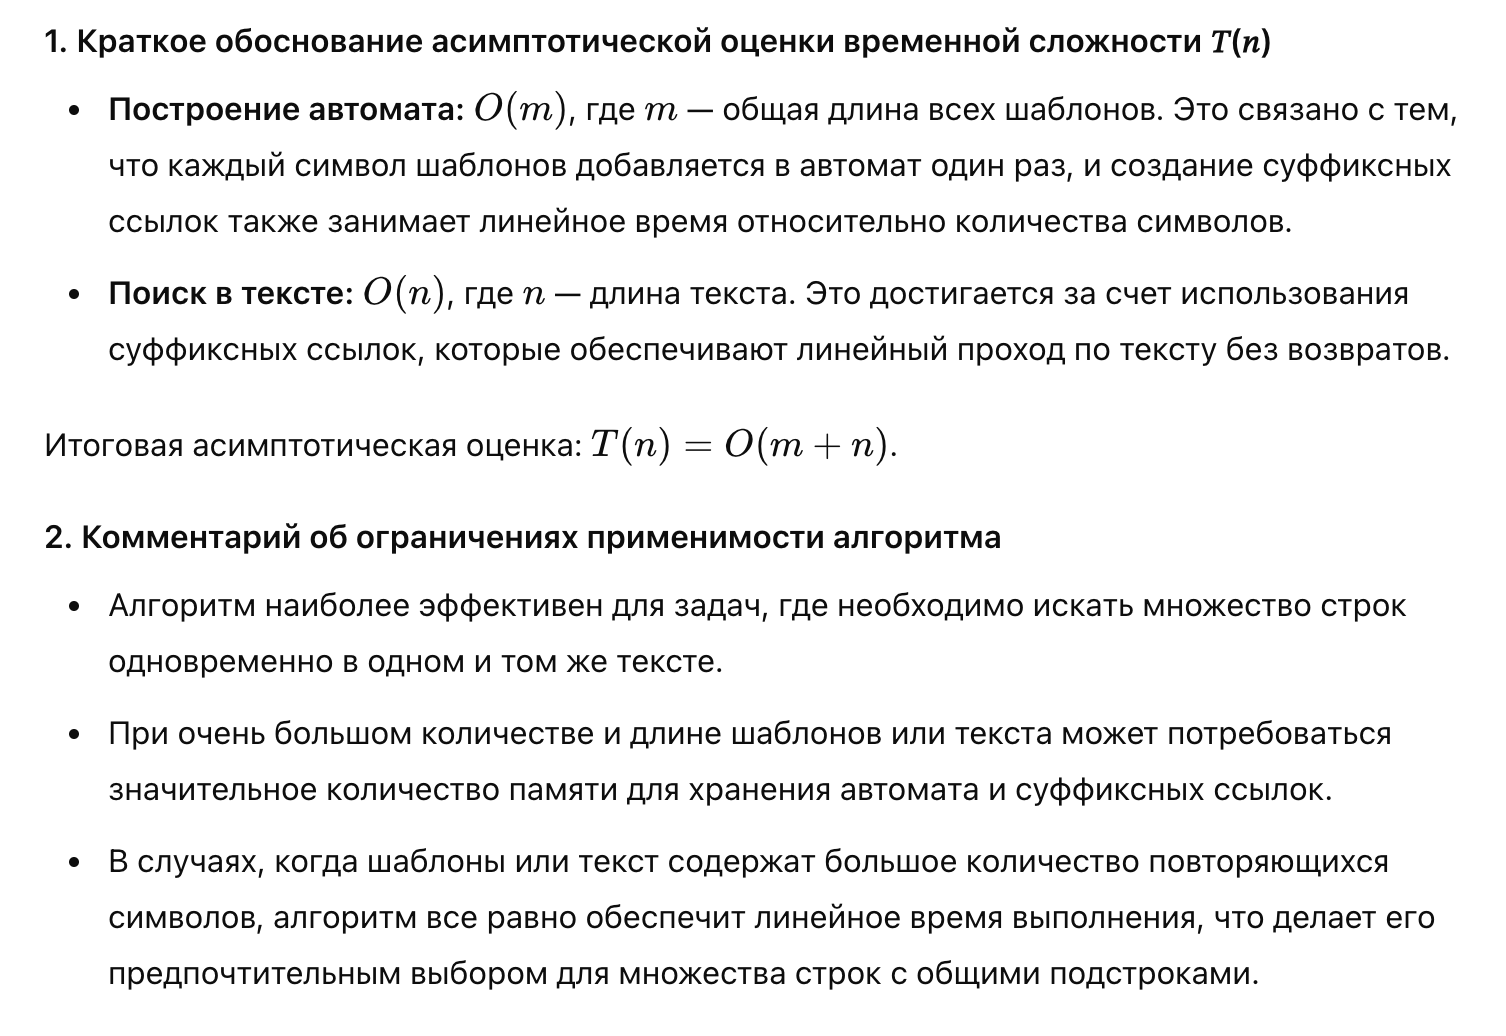 1. Краткое обоснование асимптотической оценки временной сложности T(n)
• Построение автомата: O(m), где m — общая длина всех шаблонов. Это связано с тем,
что каждый символ шаблонов добавляется в автомат один раз, и создание суффиксных
ссылок также занимает линейное время относительно количества символов.
• Поиск в тексте: O(n), где n — длина текста. Это достигается за счет использования
суффиксных ссылок, которые обеспечивают линейный проход по тексту без возвратов.
Итоговая асимптотическая оценка: T(n) = O(m + n).
2. Комментарий об ограничениях применимости алгоритма
• Алгоритм наиболее эффективен для задач, где необходимо искать множество строк
одновременно в одном и том же тексте.
• При очень большом количестве и длине шаблонов или текста может потребоваться
значительное количество памяти для хранения автомата и суффиксных ссылок.
• В случаях, когда шаблоны или текст содержат большое количество повторяющихся
символов, алгоритм все равно обеспечит линейное время выполнения, что делает его
предпочтительным выбором для множества строк с общими подстроками.